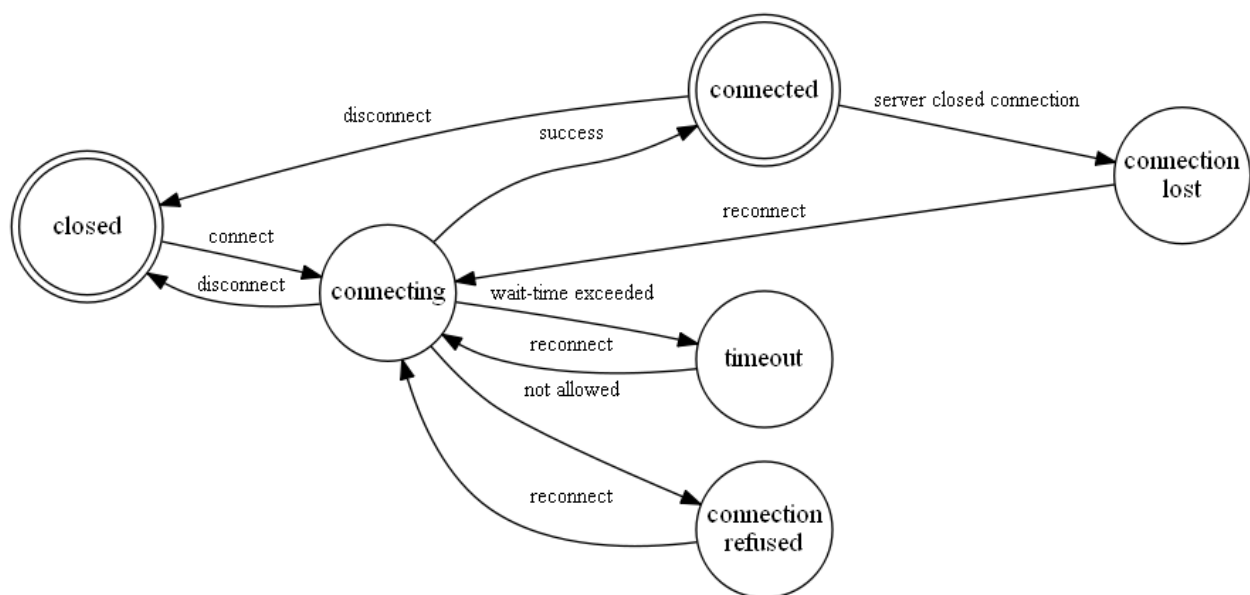 connected
server closed connection
disconnect
success
connection
lost
closed
reconnect
connect
disconnect
connecting
wait-time exceeded
reconnect
timeout
not allowed
reconnect
connection
refused